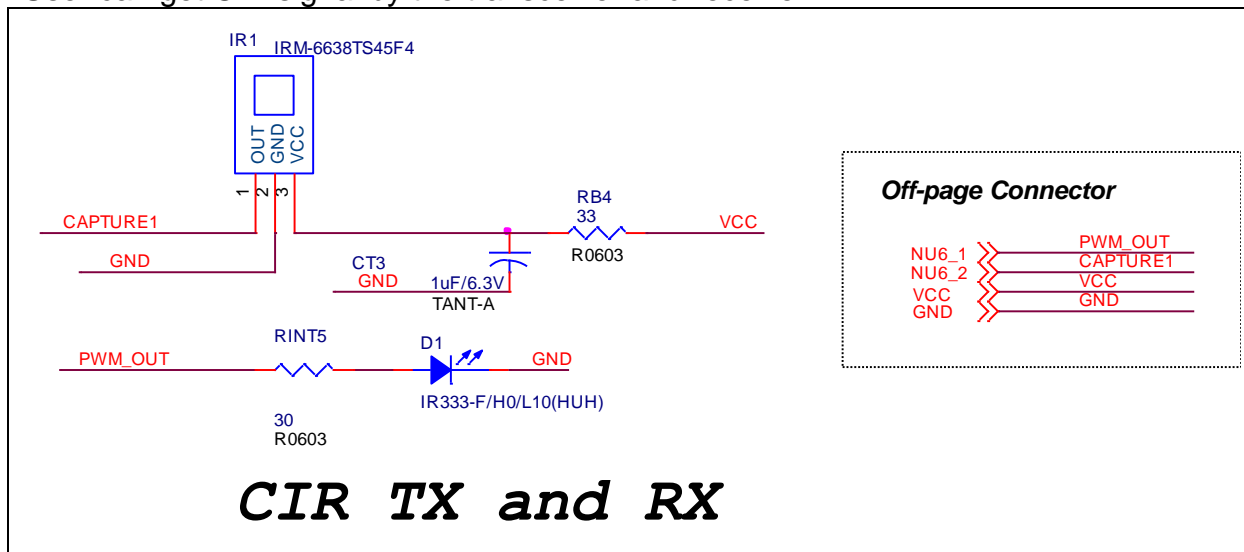 IR1
IRM-6638TS45F4
OUT
GND
VCC
1
2
3
CAPTURE1
GND
RB4
33
R0603
VCC
CT3
GND
1uF/6.3V
TANT-A
RINT5
PWM_OUT
30
R0603
D1
GND
IR333-F/H0/L10(HUH)
Off-page Connector
NU6_1 PWM_OUT
NU6_2 CAPTURE1
VCC VCC
GND GND
CIR TX and RX